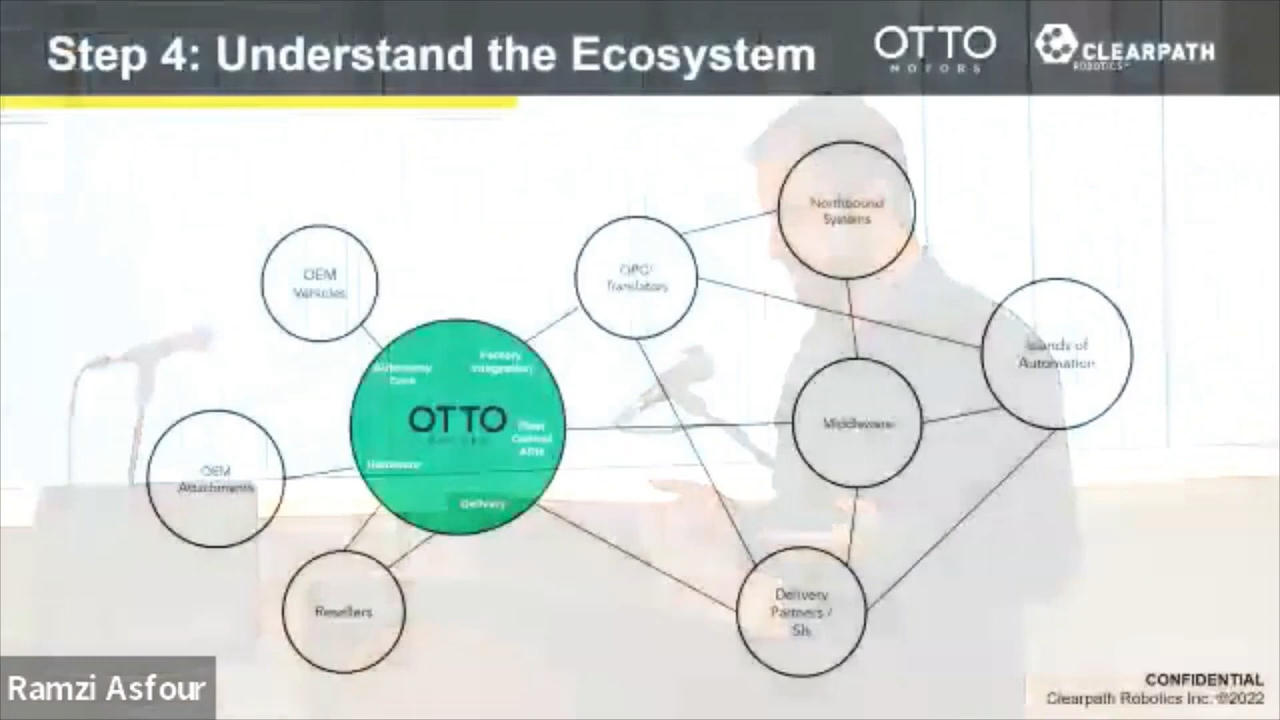 Step 4: Understand the Ecosystem
OTTO
MOTORS
CLEARPATH
ROBOTICS
Northbound
Systems
OEM
Vehicles
OPC/
Translators
Islands of
Automation
Factory
Integration
Autonomy
OTTO
Fleet
Control
APIs
Middleware
Hardware
OEM
Attachments
Delivery
Resellers
Delivery
Partners /
SIs
Ramzi Asfour
CONFIDENTIAL
Clearpath Robotics Inc. ©2022